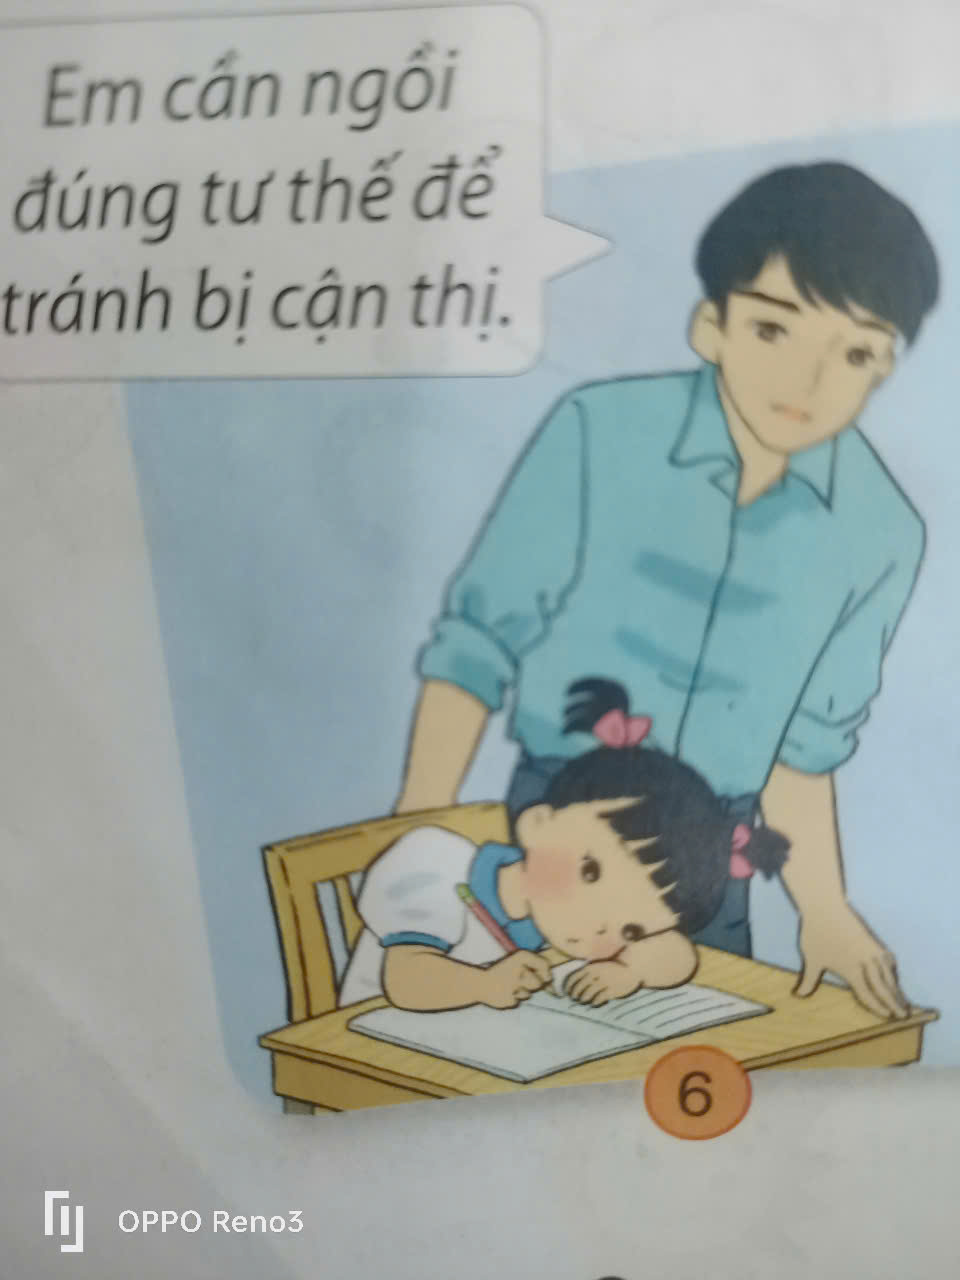 Em cần ngồi
đúng tư thế để
tránh bị cận thị.
6
OPPO Reno3